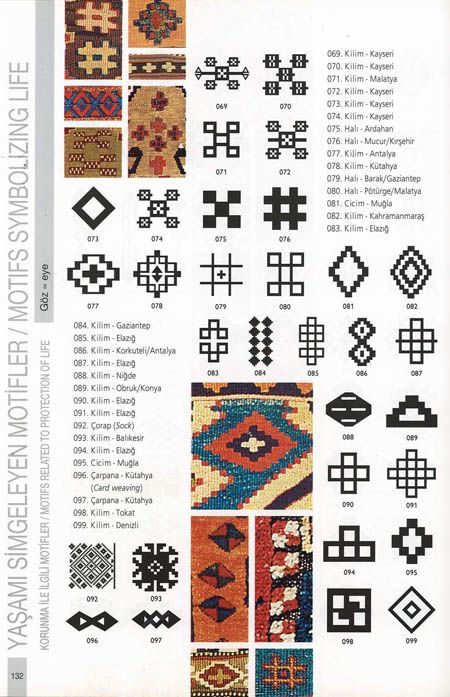 YAŞAMI SİMGELEYEN MOTİFLER / MOTIFS SYMBOLIZING LIFE
KORUNMA İLE İLGİLİ MOTİFLER / MOTIFS RELATED TO PROTECTION OF LIFE
Göz = eye
069. Kilim - Kayseri
070. Kilim - Kayseri
071. Kilim - Malatya
072. Kilim - Kayseri
073. Kilim - Kayseri
074. Kilim - Kayseri
075. Halı - Ardahan
076. Halı - Mucur/Kırşehir
077. Kilim - Antalya
078. Kilim - Kütahya
079. Halı - Barak/Gaziantep
080. Halı - Pötürge/Malatya
081. Cicim - Muğla
082. Kilim - Kahramanmaraş
083. Kilim - Elazığ
069
070
071
072
073
074
075
076
077
078
079
080
081
082
084. Kilim - Gaziantep
085. Kilim - Elazığ
086. Kilim - Korkuteli/Antalya
087. Kilim - Elazığ
088. Kilim - Niğde
089. Kilim - Obruk/Konya
090. Kilim - Elazığ
091. Kilim - Elazığ
092. Çorap (Sock)
093. Kilim - Balıkesir
094. Kilim - Elazığ
095. Cicim - Muğla
096. Çarpana - Kütahya
(Card weaving)
097. Çarpana - Kütahya
098. Kilim - Tokat
099. Kilim - Denizli
083
084
085
086
087
088
089
090
091
092
093
094
095
096
097
098
099
132